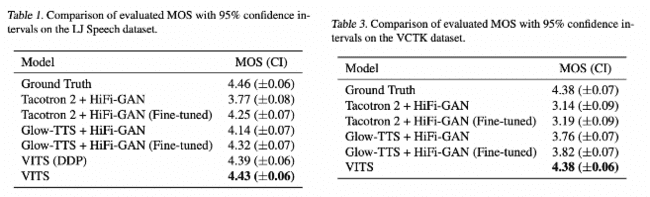 Table 1. Comparison of evaluated MOS with 95% confidence in-
tervals on the LJ Speech dataset.
Model MOS (CI)
Ground Truth 4.46 (±0.06)
Tacotron 2 + HiFi-GAN 3.77 (±0.08)
Tacotron 2 + HiFi-GAN (Fine-tuned) 4.25 (±0.07)
Glow-TTS + HiFi-GAN 4.14 (±0.07)
Glow-TTS + HiFi-GAN (Fine-tuned) 4.32 (±0.07)
VITS (DDP) 4.39 (±0.06)
VITS 4.43 (±0.06)
Table 3. Comparison of evaluated MOS with 95% confidence in-
tervals on the VCTK dataset.
Model MOS (CI)
Ground Truth 4.38 (±0.07)
Tacotron 2 + HiFi-GAN 3.14 (±0.09)
Tacotron 2 + HiFi-GAN (Fine-tuned) 3.19 (±0.09)
Glow-TTS + HiFi-GAN 3.76 (±0.07)
Glow-TTS + HiFi-GAN (Fine-tuned) 3.82 (±0.07)
VITS 4.38 (±0.06)